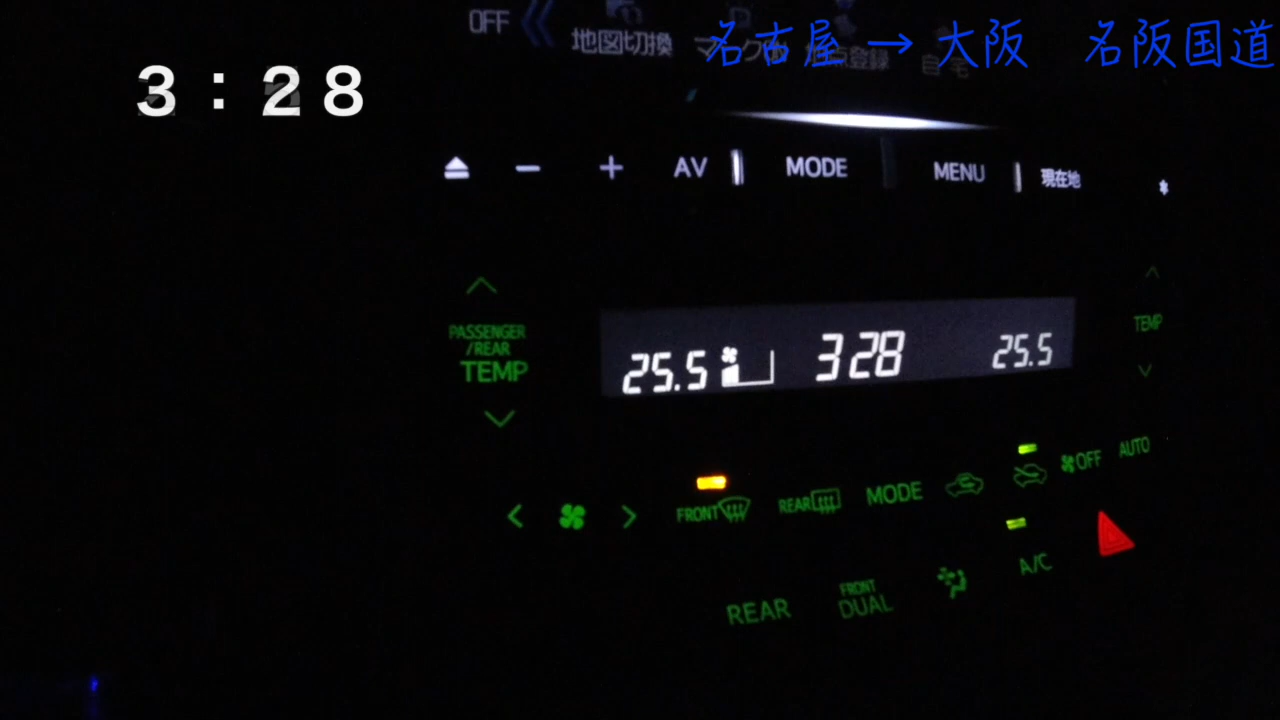 名古屋 → 大阪　名阪国道
OFF 地図切換
自宅
3:28
AV MODE MENU 現在地
PASSENGER
/REAR
TEMP
TEMP
25.5 328 25.5
FRONT REAR MODE OFF AUTO
A/C
REAR FRONT
DUAL